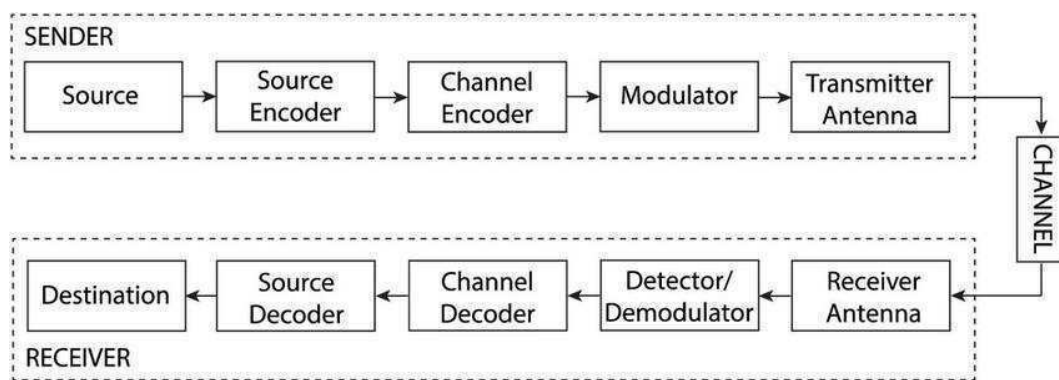 SENDER
Source
Source
Encoder
Channel
Encoder
Modulator
Transmitter
Antenna
CHANNEL
Destination
Source
Decoder
Channel
Decoder
Detector/
Demodulator
Receiver
Antenna
RECEIVER